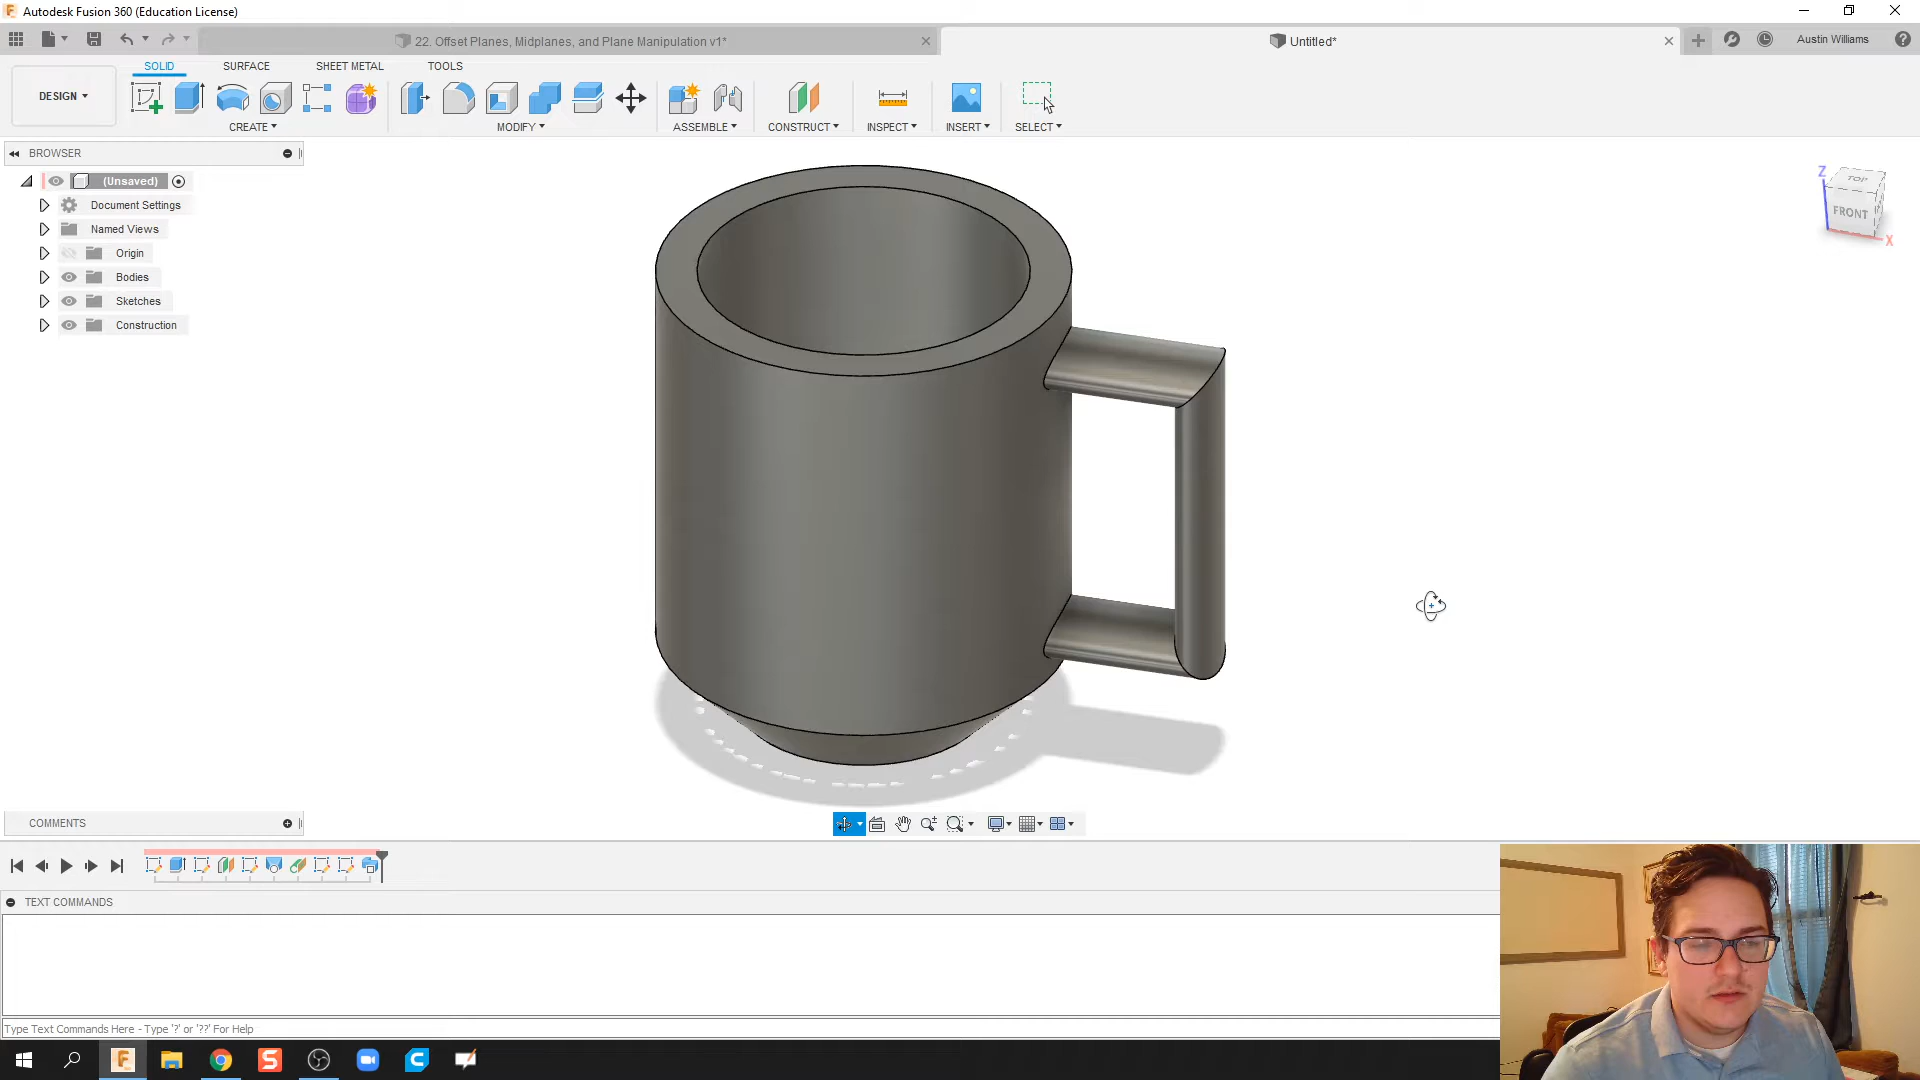 Autodesk Fusion 360 (Education License)
22. Offset Planes, Midplanes, and Plane Manipulation v1*
Untitled*
Austin Williams
SOLID SURFACE SHEET METAL TOOLS
DESIGN
CREATE MODIFY ASSEMBLE CONSTRUCT INSPECT INSERT SELECT
BROWSER
(Unsaved)
Document Settings
Named Views
Origin
Bodies
Sketches
Construction
Z
TOP
FRONT
X
COMMENTS
TEXT COMMANDS
Type Text Commands Here - Type '?' or '??' For Help